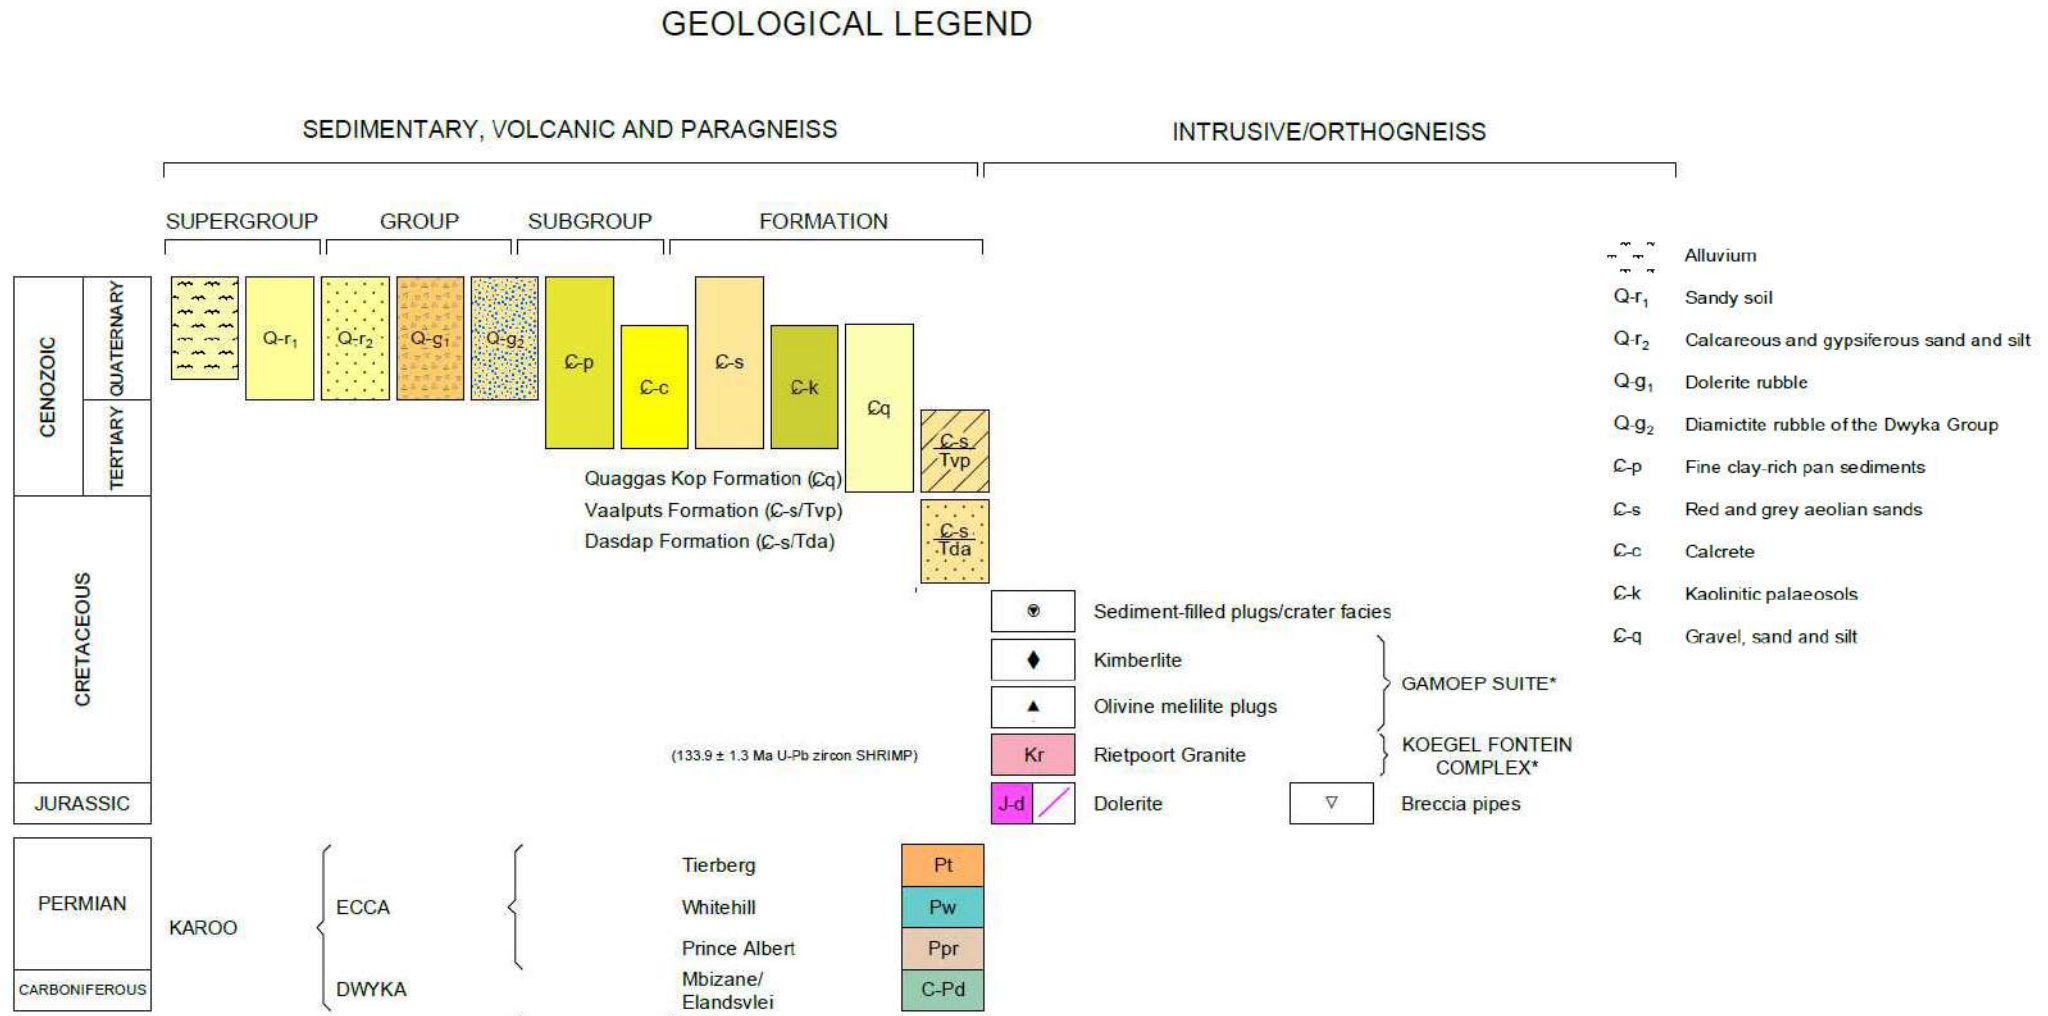 GEOLOGICAL LEGEND
SEDIMENTARY, VOLCANIC AND PARAGNEISS
INTRUSIVE/ORTHOGNEISS
SUPERGROUP
GROUP
SUBGROUP
FORMATION
CENOZOIC
QUATERNARY
TERTIARY
Q-r₁
Q-r₂
Q-g₁
Q-g₂
₵-p
₵-c
₵-s
₵-k
₵q
₵-s
Tvp
Quaggas Kop Formation (₵q)
Vaalputs Formation (₵-s/Tvp)
Dasdap Formation (₵-s/Tda)
₵-s
Tda
Alluvium
Q-r₁ Sandy soil
Q-r₂ Calcareous and gypsiferous sand and silt
Q-g₁ Dolerite rubble
Q-g₂ Diamictite rubble of the Dwyka Group
₵-p Fine clay-rich pan sediments
₵-s Red and grey aeolian sands
₵-c Calcrete
₵-k Kaolinitic palaeosols
₵-q Gravel, sand and silt
CRETACEOUS
Sediment-filled plugs/crater facies
Kimberlite
GAMOEP SUITE*
Olivine melilite plugs
(133.9 ± 1.3 Ma U-Pb zircon SHRIMP)
Kr
Rietpoort Granite
KOEGEL FONTEIN
COMPLEX*
JURASSIC
J-d
Dolerite
Breccia pipes
PERMIAN
CARBONIFEROUS
KAROO
ECCA
DWYKA
Tierberg
Pt
Whitehill
Pw
Prince Albert
Ppr
Mbizane/
Elandsvlei
C-Pd